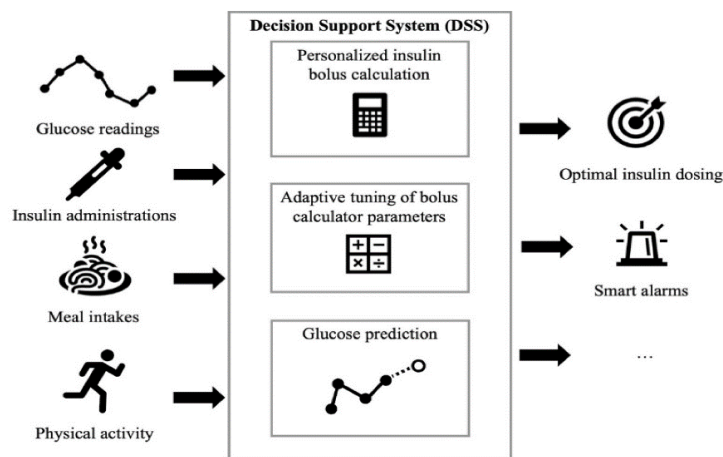 Decision Support System (DSS)
Personalized insulin
bolus calculation
Glucose readings
Optimal insulin dosing
Insulin administrations
Adaptive tuning of bolus
calculator parameters
+ −
× ÷
Smart alarms
Meal intakes
Glucose prediction
...
Physical activity